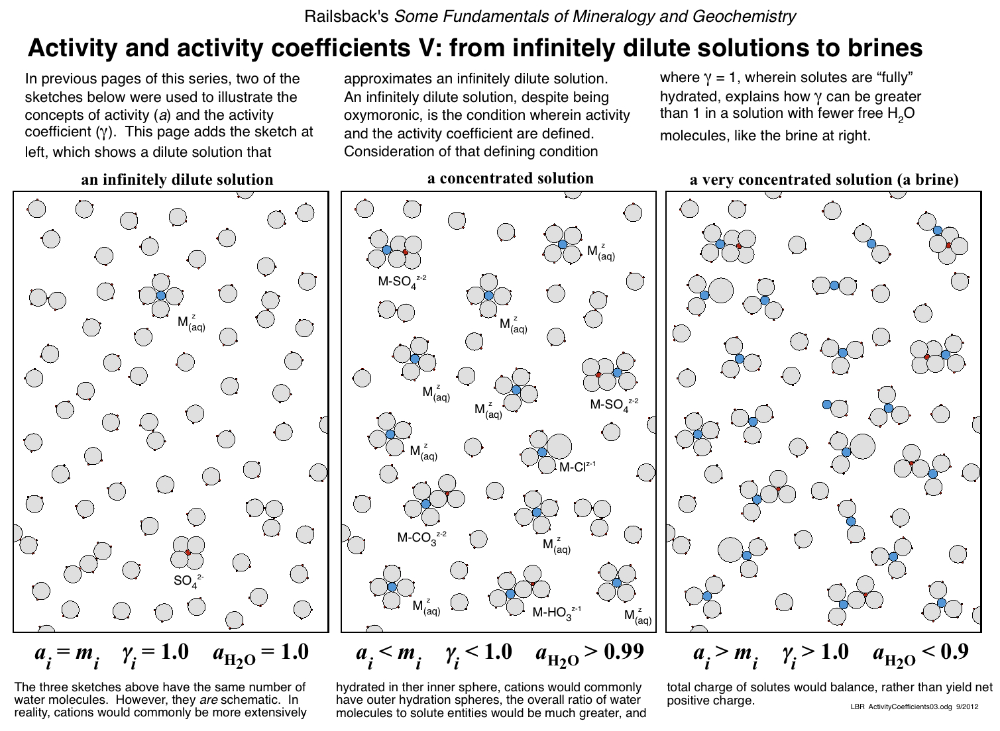 Railsback's Some Fundamentals of Mineralogy and Geochemistry
Activity and activity coefficients V: from infinitely dilute solutions to brines
In previous pages of this series, two of the
sketches below were used to illustrate the
concepts of activity (a) and the activity
coefficient (γ).  This page adds the sketch at
left, which shows a dilute solution that
approximates an infinitely dilute solution.
An infinitely dilute solution, despite being
oxymoronic, is the condition wherein activity
and the activity coefficient are defined.
Consideration of that defining condition
where γ = 1, wherein solutes are “fully”
hydrated, explains how γ can be greater
than 1 in a solution with fewer free H₂O
molecules, like the brine at right.
an infinitely dilute solution
M(aq)ᶻ
SO₄²⁻
aᵢ = mᵢ   γᵢ = 1.0   a_H₂O = 1.0
a concentrated solution
M(aq)ᶻ
M-SO₄ᶻ⁻²
M(aq)ᶻ
M(aq)ᶻ
M(aq)ᶻ
M-SO₄ᶻ⁻²
M(aq)ᶻ
M-Clᶻ⁻¹
M-CO₃ᶻ⁻²
M(aq)ᶻ
M(aq)ᶻ
M-HO₃ᶻ⁻¹
M(aq)ᶻ
aᵢ < mᵢ   γᵢ < 1.0   a_H₂O > 0.99
a very concentrated solution (a brine)
aᵢ > mᵢ   γᵢ > 1.0   a_H₂O < 0.9
The three sketches above have the same number of
water molecules.  However, they are schematic.  In
reality, cations would commonly be more extensively
hydrated in ther inner sphere, cations would commonly
have outer hydration spheres, the overall ratio of water
molecules to solute entities would be much greater, and
total charge of solutes would balance, rather than yield net
positive charge.
LBR  ActivityCoefficients03.odg  9/2012